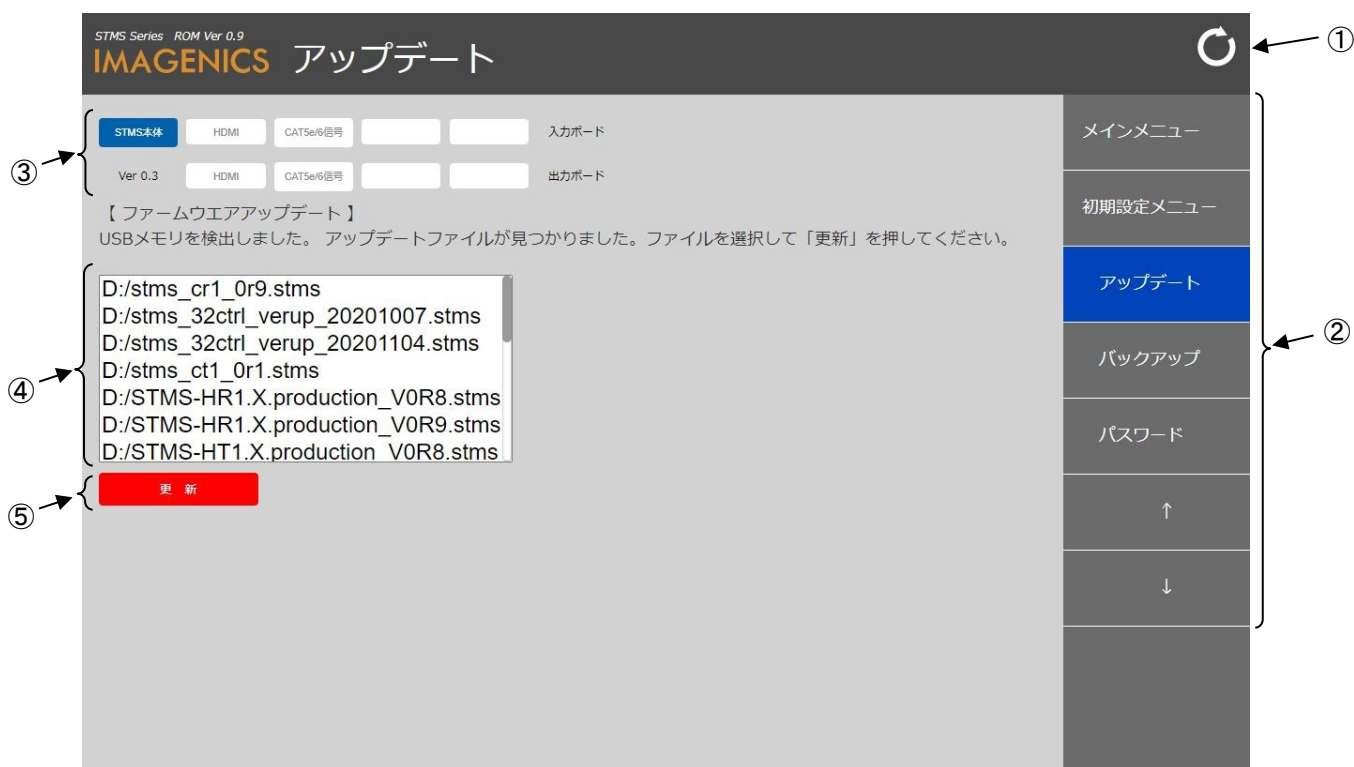 STMS Series ROM Ver 0.9
IMAGENICS アップデート
①
STMS本体 HDMI CAT5e/6信号 入力ボード
Ver 0.3 HDMI CAT5e/6信号 出力ボード
③
【 ファームウエアアップデート 】
USBメモリを検出しました。 アップデートファイルが見つかりました。ファイルを選択して「更新」を押してください。
D:/stms_cr1_0r9.stms
D:/stms_32ctrl_verup_20201007.stms
D:/stms_32ctrl_verup_20201104.stms
D:/stms_ct1_0r1.stms
D:/STMS-HR1.X.production_V0R8.stms
D:/STMS-HR1.X.production_V0R9.stms
D:/STMS-HT1.X.production_V0R8.stms
④
更 新
⑤
メインメニュー
初期設定メニュー
アップデート
バックアップ
パスワード
↑
↓
②